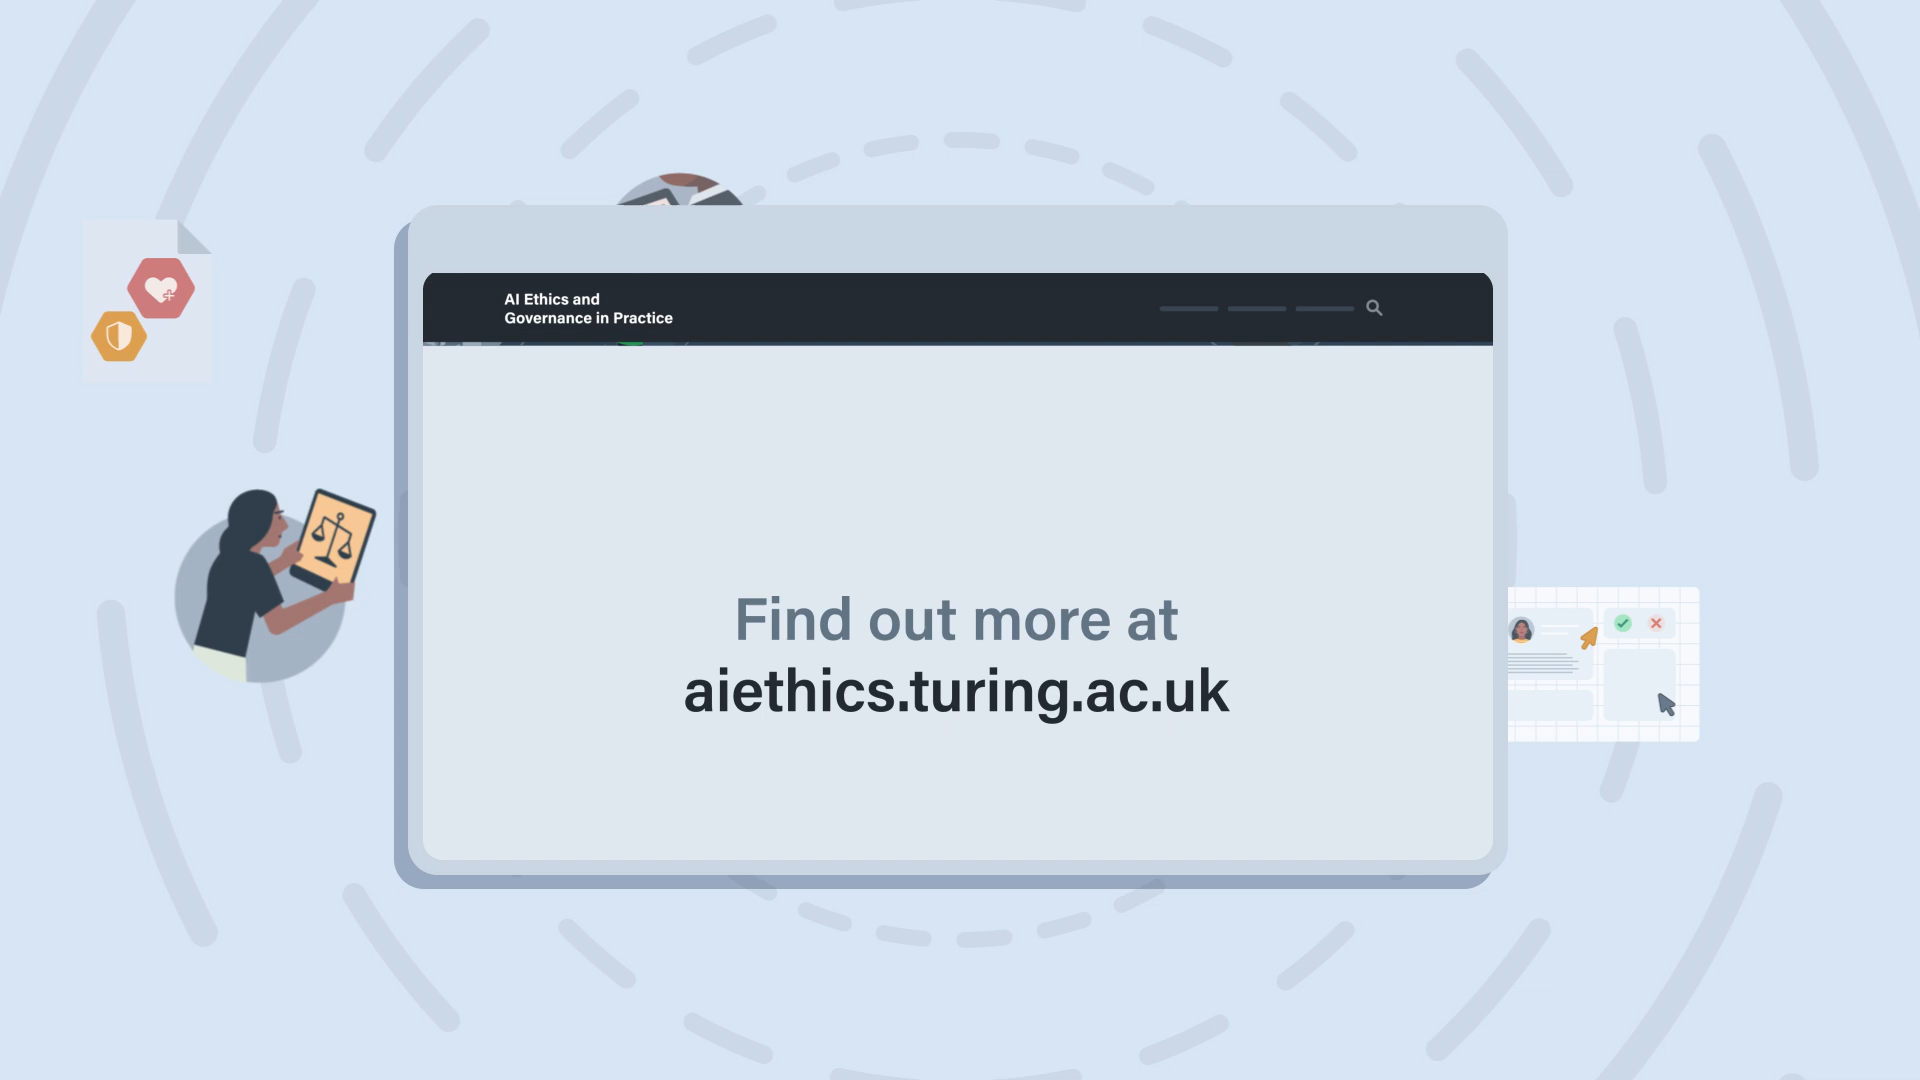 AI Ethics and
Governance in Practice
Find out more at
aiethics.turing.ac.uk